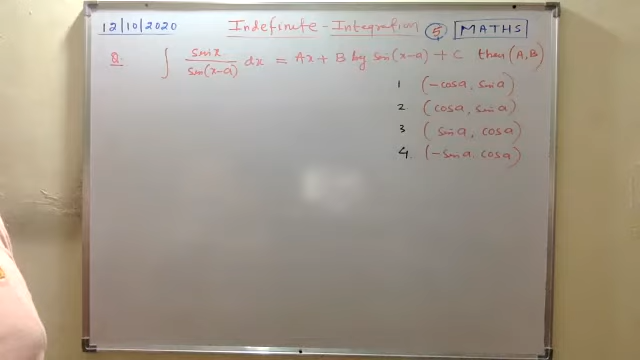 12/10/2020 Indefinite-Integration 5 MATHS
Q ∫ sinx/sin(x-a) dx = Ax + B log sin(x-a) + C then (A,B)
1 (-cosa, sina)
2 (cosa, sina)
3 (sina, cosa)
4. (-sina cosa)